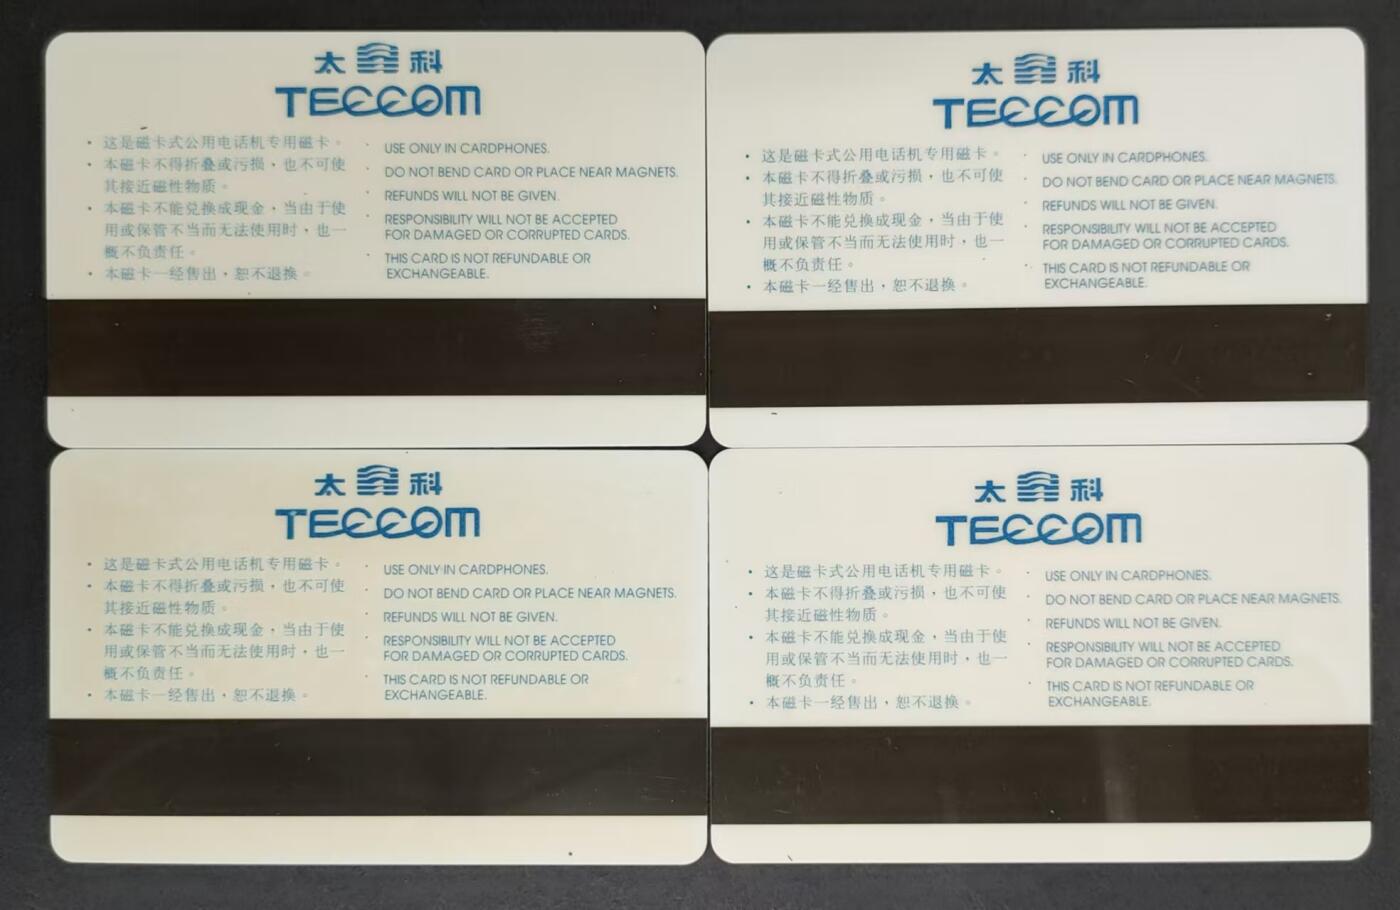 太 科
TECCOM
· 这是磁卡式公用电话机专用磁卡。
· 本磁卡不得折叠或污损，也不可使
其接近磁性物质。
· 本磁卡不能兑换成现金，当由于使
用或保管不当而无法使用时，也一
概不负责任。
· 本磁卡一经售出，恕不退换。
· USE ONLY IN CARDPHONES.
· DO NOT BEND CARD OR PLACE NEAR MAGNETS.
· REFUNDS WILL NOT BE GIVEN.
· RESPONSIBILITY WILL NOT BE ACCEPTED
FOR DAMAGED OR CORRUPTED CARDS.
· THIS CARD IS NOT REFUNDABLE OR
EXCHANGEABLE.
太 科
TECCOM
· 这是磁卡式公用电话机专用磁卡。
· 本磁卡不得折叠或污损，也不可使
其接近磁性物质。
· 本磁卡不能兑换成现金，当由于使
用或保管不当而无法使用时，也一
概不负责任。
· 本磁卡一经售出，恕不退换。
· USE ONLY IN CARDPHONES.
· DO NOT BEND CARD OR PLACE NEAR MAGNETS.
· REFUNDS WILL NOT BE GIVEN.
· RESPONSIBILITY WILL NOT BE ACCEPTED
FOR DAMAGED OR CORRUPTED CARDS.
· THIS CARD IS NOT REFUNDABLE OR
EXCHANGEABLE.
太 科
TECCOM
· 这是磁卡式公用电话机专用磁卡。
· 本磁卡不得折叠或污损，也不可使
其接近磁性物质。
· 本磁卡不能兑换成现金，当由于使
用或保管不当而无法使用时，也一
概不负责任。
· 本磁卡一经售出，恕不退换。
· USE ONLY IN CARDPHONES.
· DO NOT BEND CARD OR PLACE NEAR MAGNETS.
· REFUNDS WILL NOT BE GIVEN.
· RESPONSIBILITY WILL NOT BE ACCEPTED
FOR DAMAGED OR CORRUPTED CARDS.
· THIS CARD IS NOT REFUNDABLE OR
EXCHANGEABLE.
太 科
TECCOM
· 这是磁卡式公用电话机专用磁卡。
· 本磁卡不得折叠或污损，也不可使
其接近磁性物质。
· 本磁卡不能兑换成现金，当由于使
用或保管不当而无法使用时，也一
概不负责任。
· 本磁卡一经售出，恕不退换。
· USE ONLY IN CARDPHONES.
· DO NOT BEND CARD OR PLACE NEAR MAGNETS.
· REFUNDS WILL NOT BE GIVEN.
· RESPONSIBILITY WILL NOT BE ACCEPTED
FOR DAMAGED OR CORRUPTED CARDS.
· THIS CARD IS NOT REFUNDABLE OR
EXCHANGEABLE.